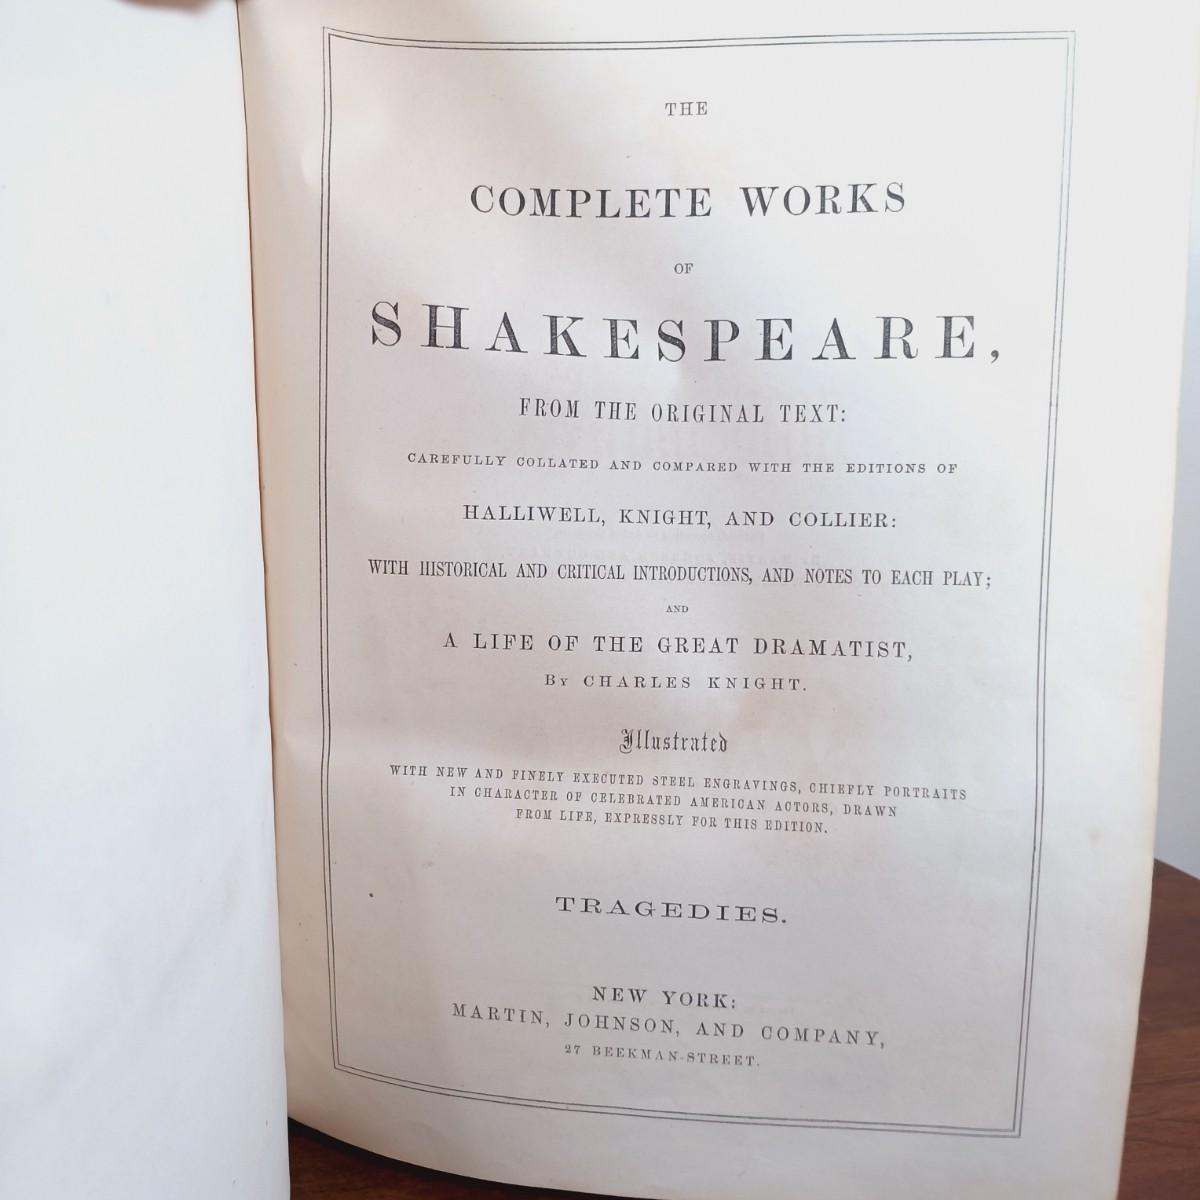 THE
COMPLETE WORKS
OF
SHAKESPEARE,
FROM THE ORIGINAL TEXT:
CAREFULLY COLLATED AND COMPARED WITH THE EDITIONS OF
HALLIWELL, KNIGHT, AND COLLIER:
WITH HISTORICAL AND CRITICAL INTRODUCTIONS, AND NOTES TO EACH PLAY;
AND
A LIFE OF THE GREAT DRAMATIST,
BY CHARLES KNIGHT.
Illustrated
WITH NEW AND FINELY EXECUTED STEEL ENGRAVINGS, CHIEFLY PORTRAITS
IN CHARACTER OF CELEBRATED AMERICAN ACTORS, DRAWN
FROM LIFE, EXPRESSLY FOR THIS EDITION.
TRAGEDIES.
NEW YORK:
MARTIN, JOHNSON, AND COMPANY,
27 BEEKMAN-STREET.